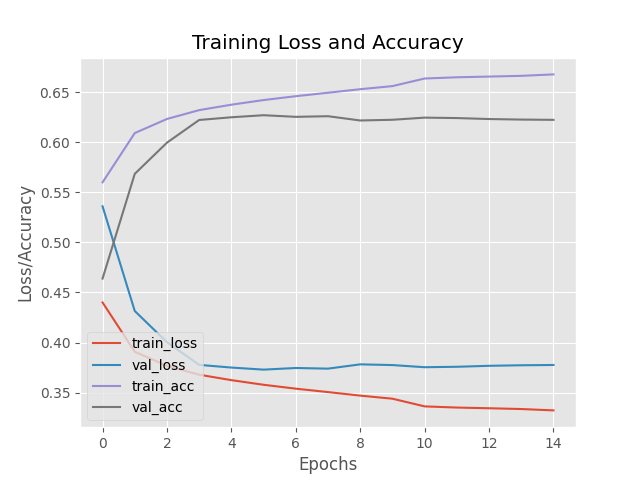 Training Loss and Accuracy
Loss/Accuracy
0.65
0.60
0.55
0.50
0.45
0.40
0.35
train_loss
val_loss
train_acc
val_acc
0 2 4 6 8 10 12 14
Epochs